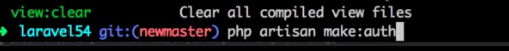 view:clear Clear all compiled view files
➜ laravel54 git:(newmaster) php artisan make:auth